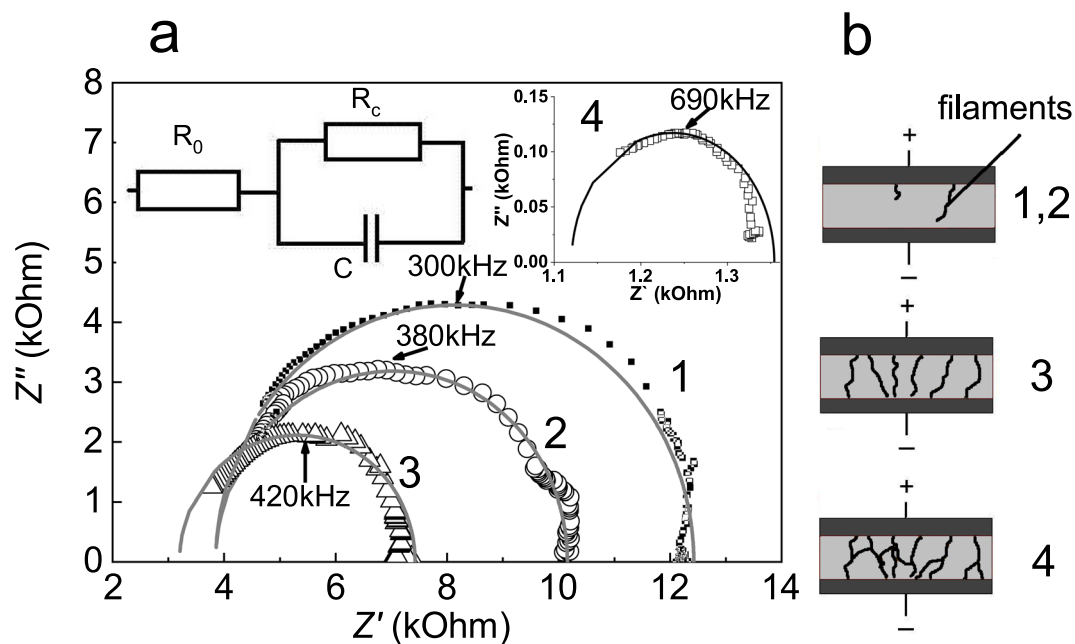 a
b
Z'' (kOhm)
8
7
6
5
4
3
2
1
0
2
4
6
8
10
12
14
Z' (kOhm)
R0
Rc
C
300kHz
380kHz
420kHz
1
2
3
4
690kHz
Z'' (kOhm)
0.15
0.10
0.05
0.00
1.1
1.2
1.3
Z` (kOhm)
filaments
+
1,2
−
+
3
−
+
4
−